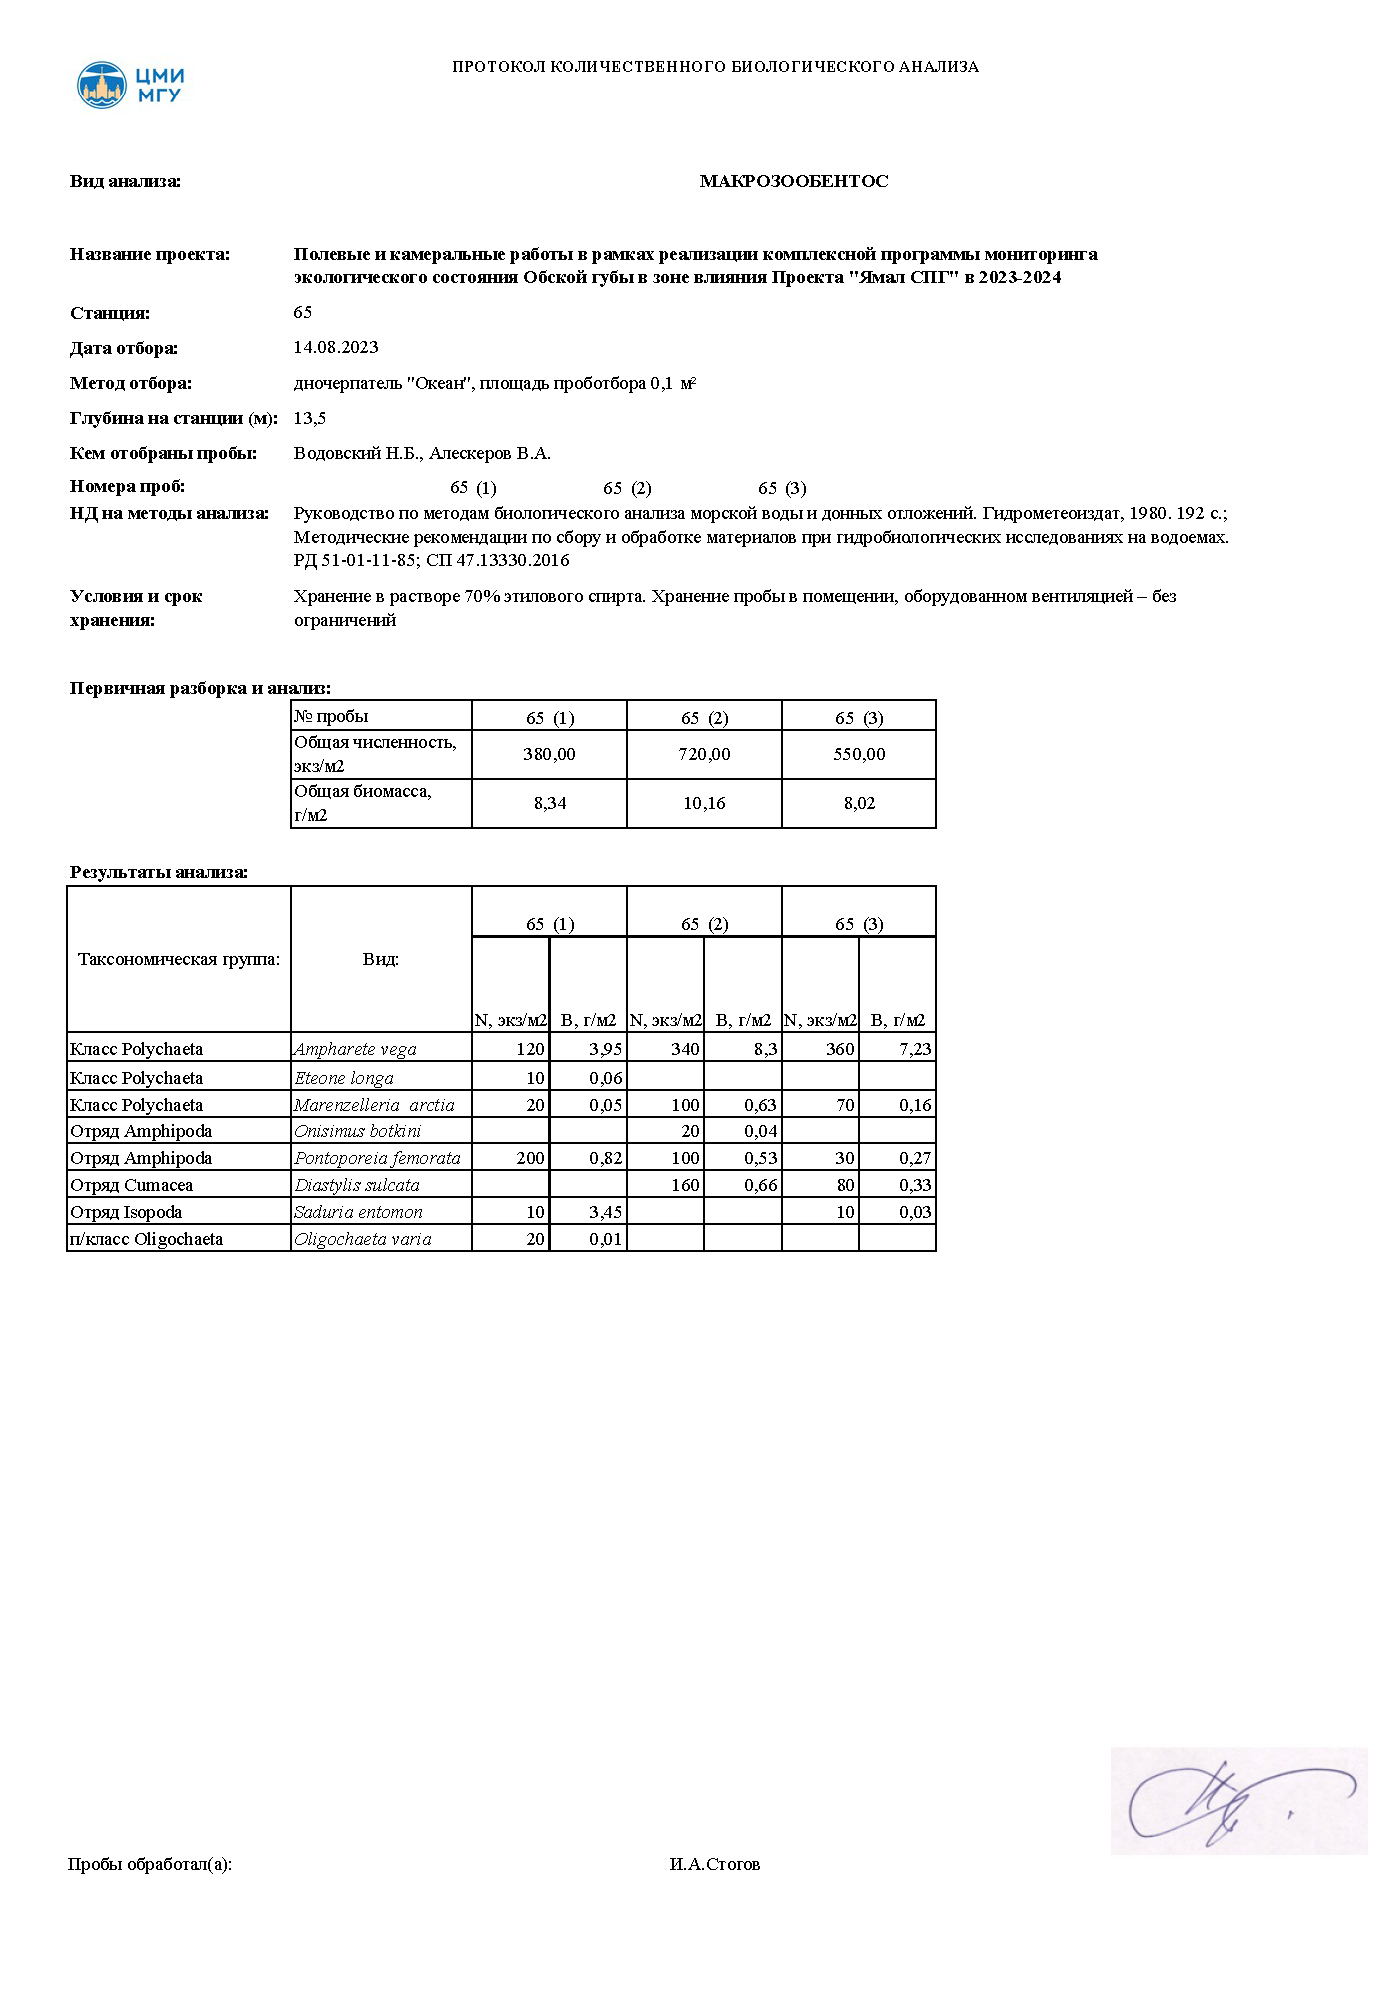 ЦМИ
МГУ
ПРОТОКОЛ КОЛИЧЕСТВЕННОГО БИОЛОГИЧЕСКОГО АНАЛИЗА
Вид анализа: МАКРОЗООБЕНТОС
Название проекта: Полевые и камеральные работы в рамках реализации комплексной программы мониторинга
экологического состояния Обской губы в зоне влияния Проекта "Ямал СПГ" в 2023-2024
Станция: 65
Дата отбора: 14.08.2023
Метод отбора: дночерпатель "Океан", площадь проботбора 0,1 м²
Глубина на станции (м): 13,5
Кем отобраны пробы: Водовский Н.Б., Алескеров В.А.
Номера проб: 65 (1) 65 (2) 65 (3)
НД на методы анализа: Руководство по методам биологического анализа морской воды и донных отложений. Гидрометеоиздат, 1980. 192 с.;
Методические рекомендации по сбору и обработке материалов при гидробиологических исследованиях на водоемах.
РД 51-01-11-85; СП 47.13330.2016
Условия и срок Хранение в растворе 70% этилового спирта. Хранение пробы в помещении, оборудованном вентиляцией – без
хранения: ограничений
Первичная разборка и анализ:
№ пробы 65 (1) 65 (2) 65 (3)
Общая численность,
экз/м2 380,00 720,00 550,00
Общая биомасса,
г/м2 8,34 10,16 8,02
Результаты анализа:
Таксономическая группа: Вид: 65 (1) 65 (2) 65 (3)
N, экз/м2 B, г/м2 N, экз/м2 B, г/м2 N, экз/м2 B, г/м2
Класс Polychaeta Ampharete vega 120 3,95 340 8,3 360 7,23
Класс Polychaeta Eteone longa 10 0,06
Класс Polychaeta Marenzelleria arctia 20 0,05 100 0,63 70 0,16
Отряд Amphipoda Onisimus botkini 20 0,04
Отряд Amphipoda Pontoporeia femorata 200 0,82 100 0,53 30 0,27
Отряд Cumacea Diastylis sulcata 160 0,66 80 0,33
Отряд Isopoda Saduria entomon 10 3,45 10 0,03
п/класс Oligochaeta Oligochaeta varia 20 0,01
Пробы обработал(а): И.А.Стогов